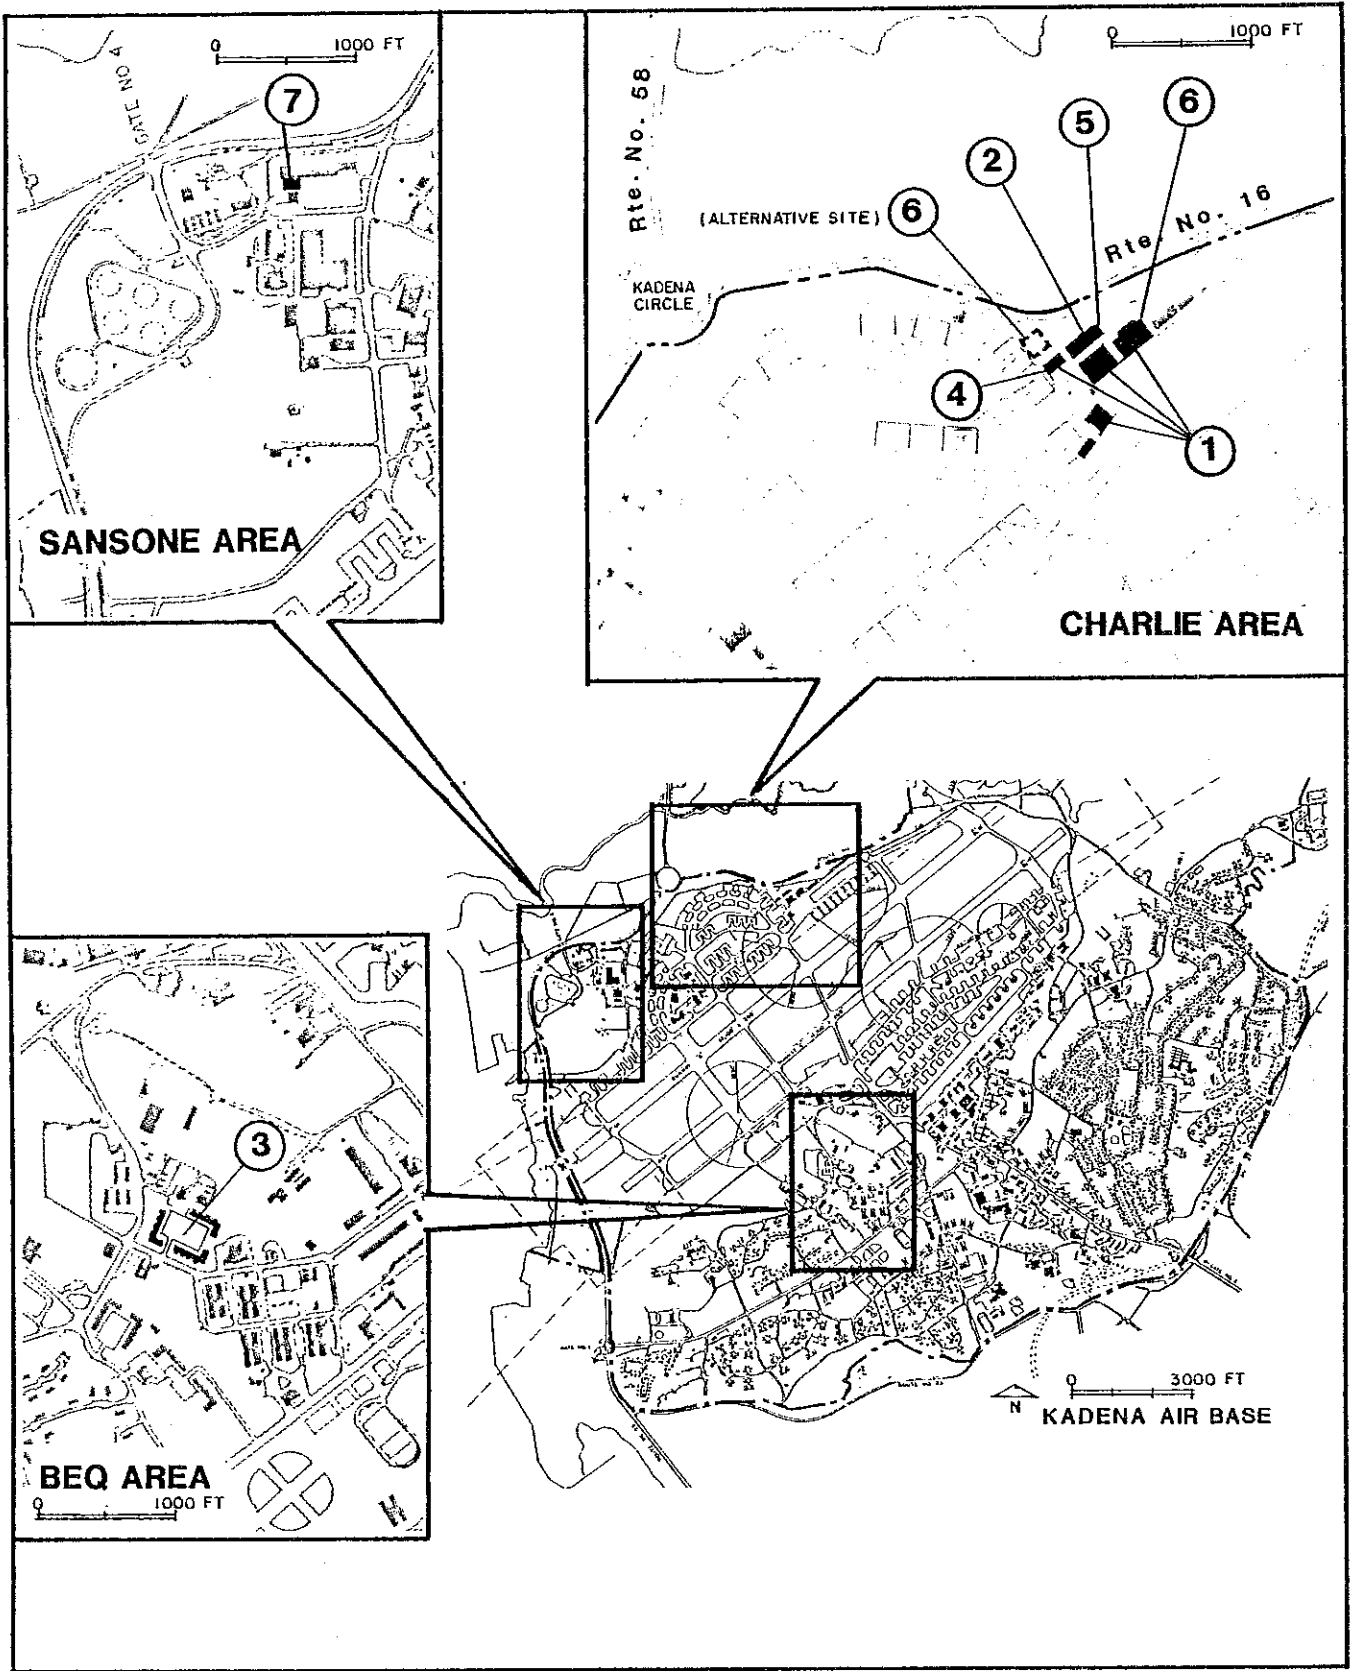 0 1000 FT
GATE NO 4
7
SANSONE AREA
0 1000 FT
Rte. No. 58
6
5
2
(ALTERNATIVE SITE) 6
Rte. No. 16
KADENA
CIRCLE
4
1
CHARLIE AREA
3
BEQ AREA
0 1000 FT
0 3000 FT
N
KADENA AIR BASE